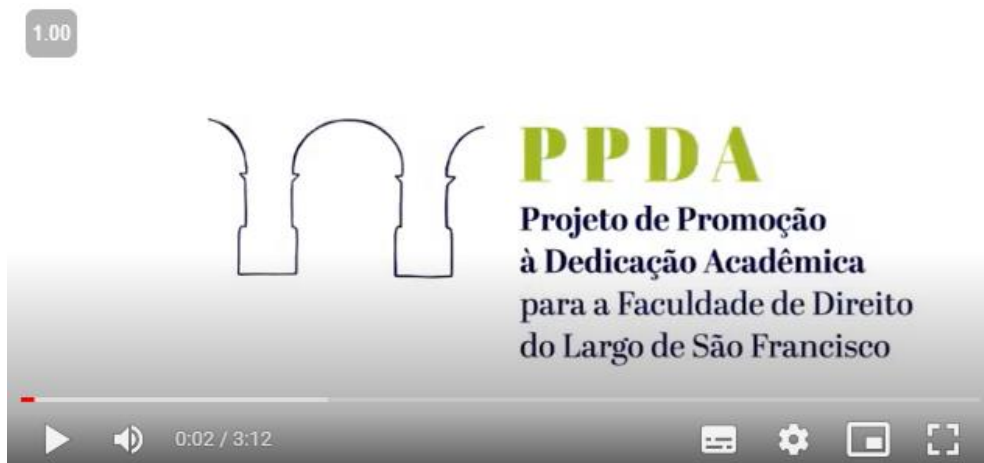 1.00
PPDA
Projeto de Promoção
à Dedicação Acadêmica
para a Faculdade de Direito
do Largo de São Francisco
0:02 / 3:12